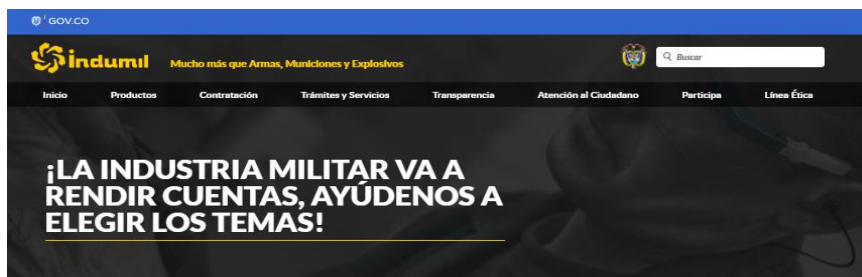 GOV.CO
indumil
Mucho más que Armas, Municiones y Explosivos
Buscar
Inicio Productos Contratación Trámites y Servicios Transparencia Atención al Ciudadano Participa Línea Ética
¡LA INDUSTRIA MILITAR VA A
RENDIR CUENTAS, AYÚDENOS A
ELEGIR LOS TEMAS!